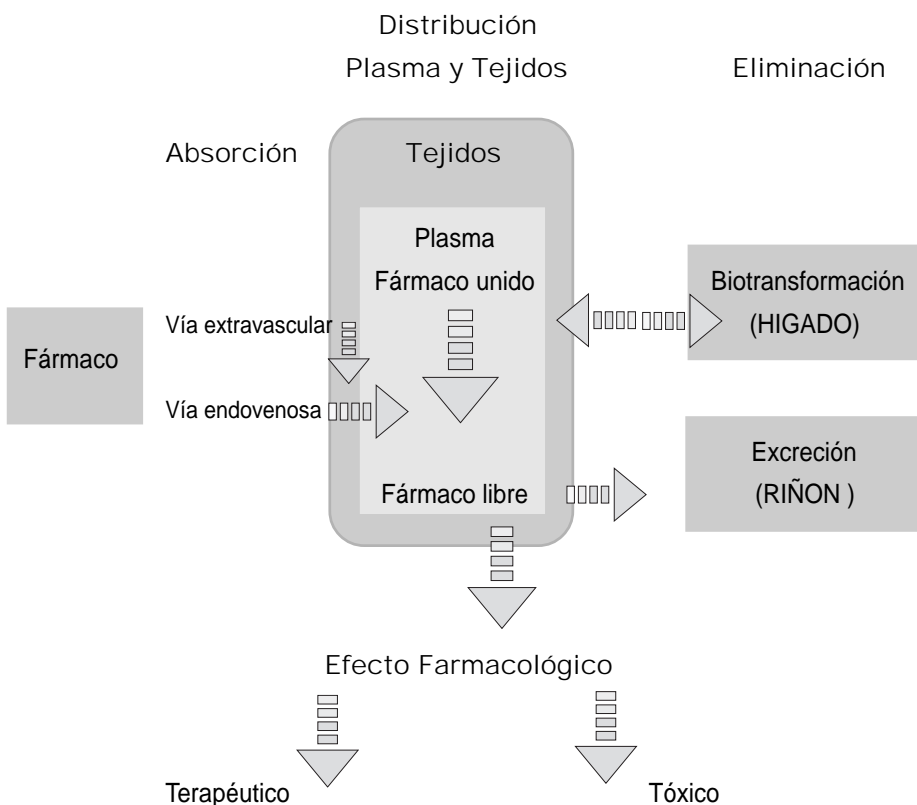 Distribución
Plasma y Tejidos
Eliminación
Absorción
Tejidos
Plasma
Fármaco unido
Biotransformación
(HIGADO)
Vía extravascular
Fármaco
Vía endovenosa
Excreción
(RIÑON )
Fármaco libre
Efecto Farmacológico
Terapéutico
Tóxico